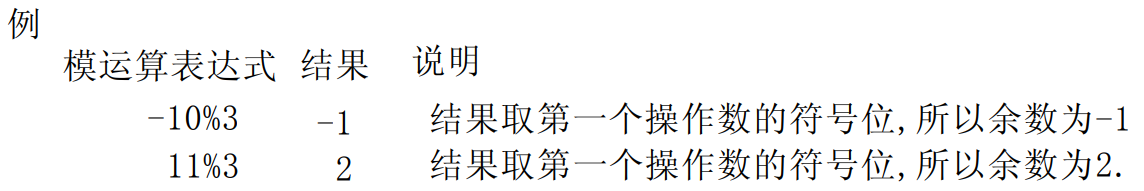 例
模运算表达式 结果 说明
-10%3 -1 结果取第一个操作数的符号位,所以余数为-1
11%3 2 结果取第一个操作数的符号位,所以余数为2.